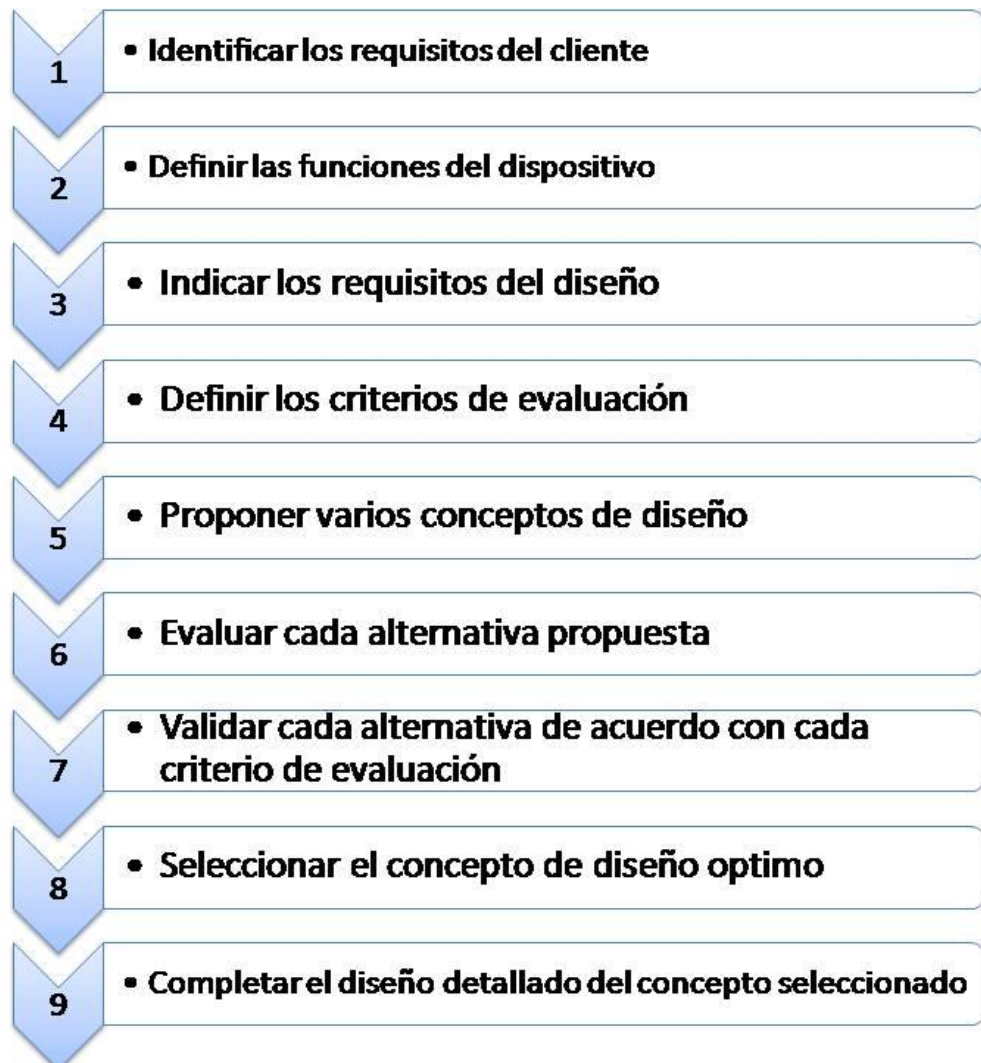 1
• Identificar los requisitos del cliente
2
• Definir las funciones del dispositivo
3
• Indicar los requisitos del diseño
4
• Definir los criterios de evaluación
5
• Proponer varios conceptos de diseño
6
• Evaluar cada alternativa propuesta
7
• Validar cada alternativa de acuerdo con cada
criterio de evaluación
8
• Seleccionar el concepto de diseño optimo
9
• Completar el diseño detallado del concepto seleccionado